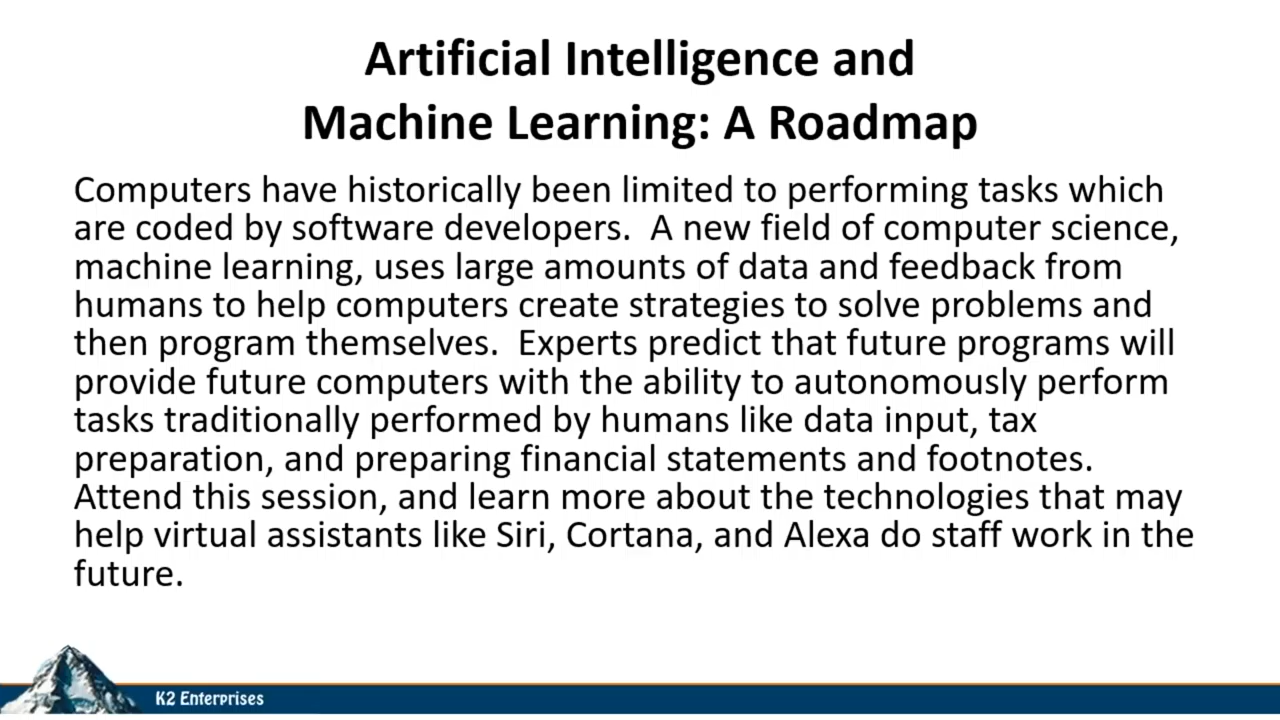 Artificial Intelligence and
Machine Learning: A Roadmap
Computers have historically been limited to performing tasks which
are coded by software developers.  A new field of computer science,
machine learning, uses large amounts of data and feedback from
humans to help computers create strategies to solve problems and
then program themselves.  Experts predict that future programs will
provide future computers with the ability to autonomously perform
tasks traditionally performed by humans like data input, tax
preparation, and preparing financial statements and footnotes.
Attend this session, and learn more about the technologies that may
help virtual assistants like Siri, Cortana, and Alexa do staff work in the
future.
K2 Enterprises